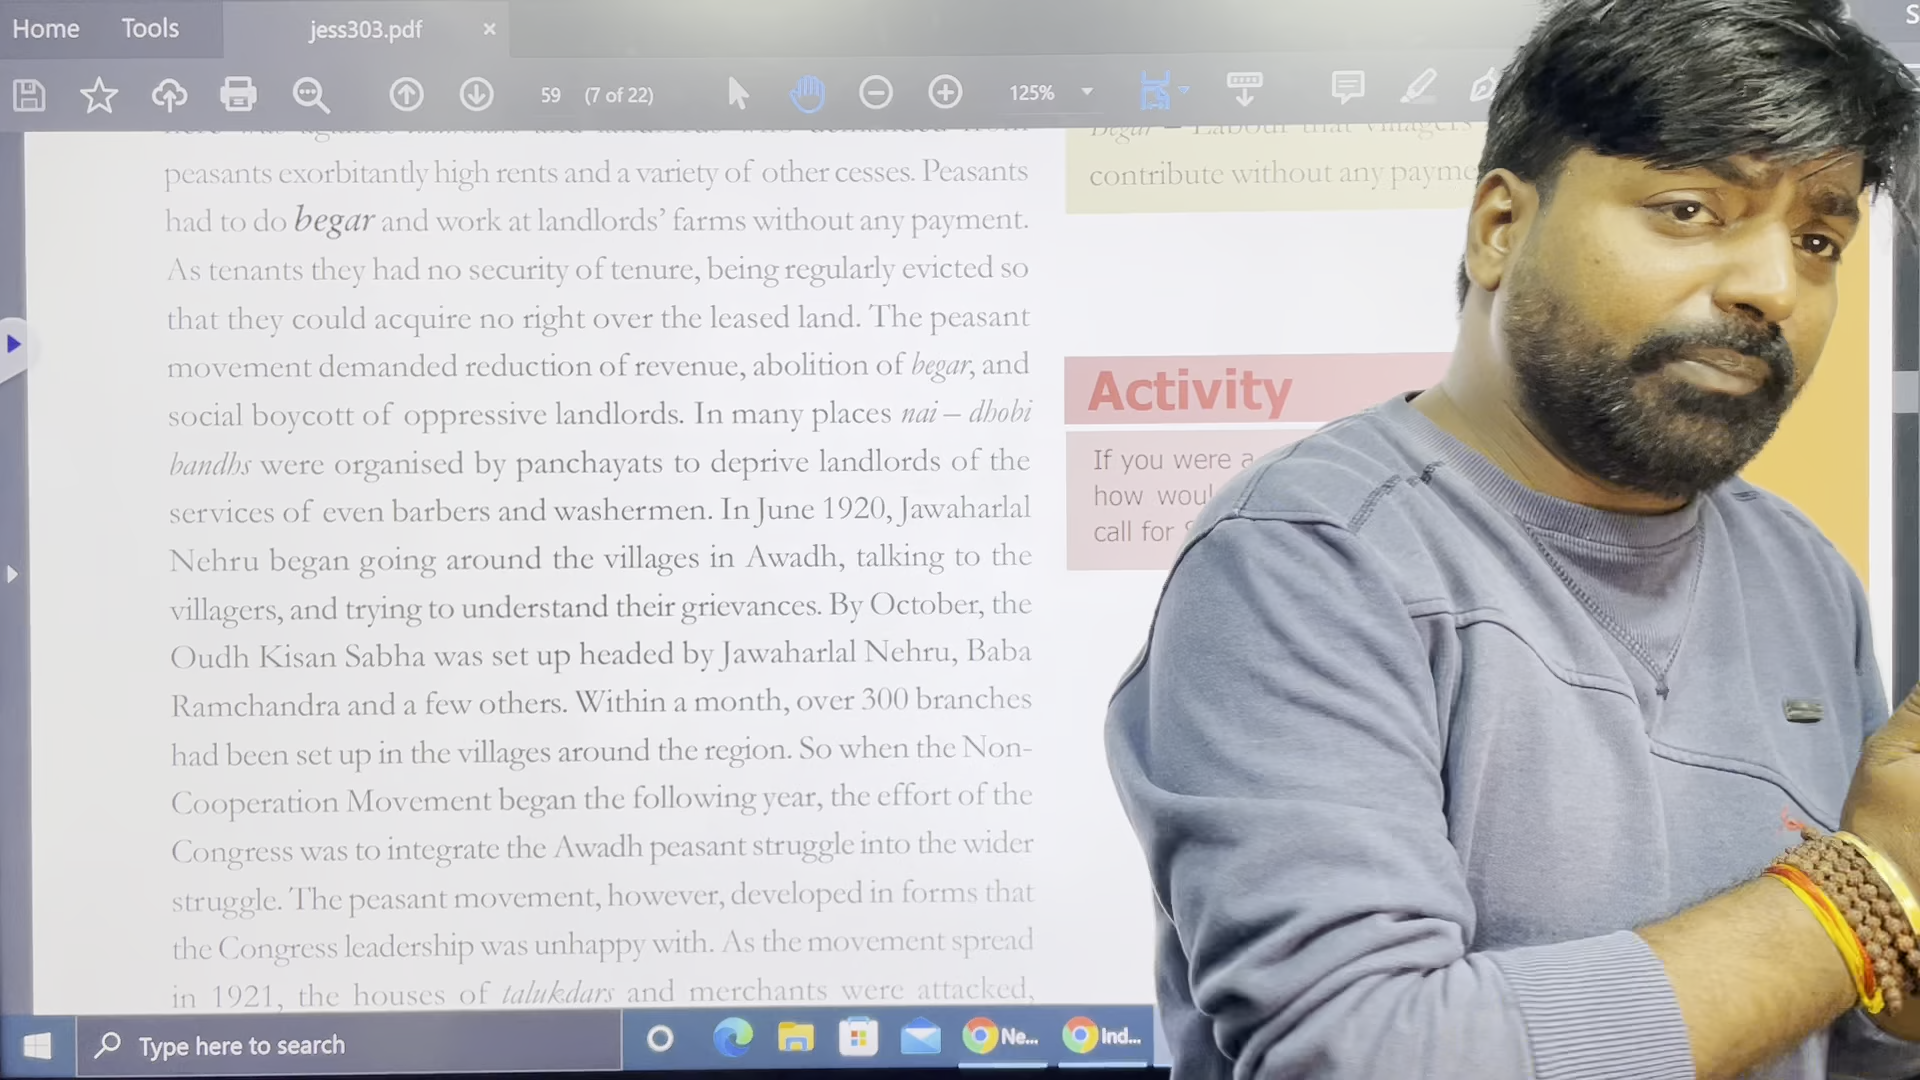 Home Tools jess303.pdf ×
59 (7 of 22) 125%
peasants exorbitantly high rents and a variety of other cesses. Peasants
had to do begar and work at landlords’ farms without any payment.
As tenants they had no security of tenure, being regularly evicted so
that they could acquire no right over the leased land. The peasant
movement demanded reduction of revenue, abolition of begar, and
social boycott of oppressive landlords. In many places nai – dhobi
bandhs were organised by panchayats to deprive landlords of the
services of even barbers and washermen. In June 1920, Jawaharlal
Nehru began going around the villages in Awadh, talking to the
villagers, and trying to understand their grievances. By October, the
Oudh Kisan Sabha was set up headed by Jawaharlal Nehru, Baba
Ramchandra and a few others. Within a month, over 300 branches
had been set up in the villages around the region. So when the Non-
Cooperation Movement began the following year, the effort of the
Congress was to integrate the Awadh peasant struggle into the wider
struggle. The peasant movement, however, developed in forms that
the Congress leadership was unhappy with. As the movement spread
in 1921, the houses of talukdars and merchants were attacked,
Begar – Labour that villagers
contribute without any payme
Activity
If you were a
how woul
call for
Type here to search
Ne... Ind...